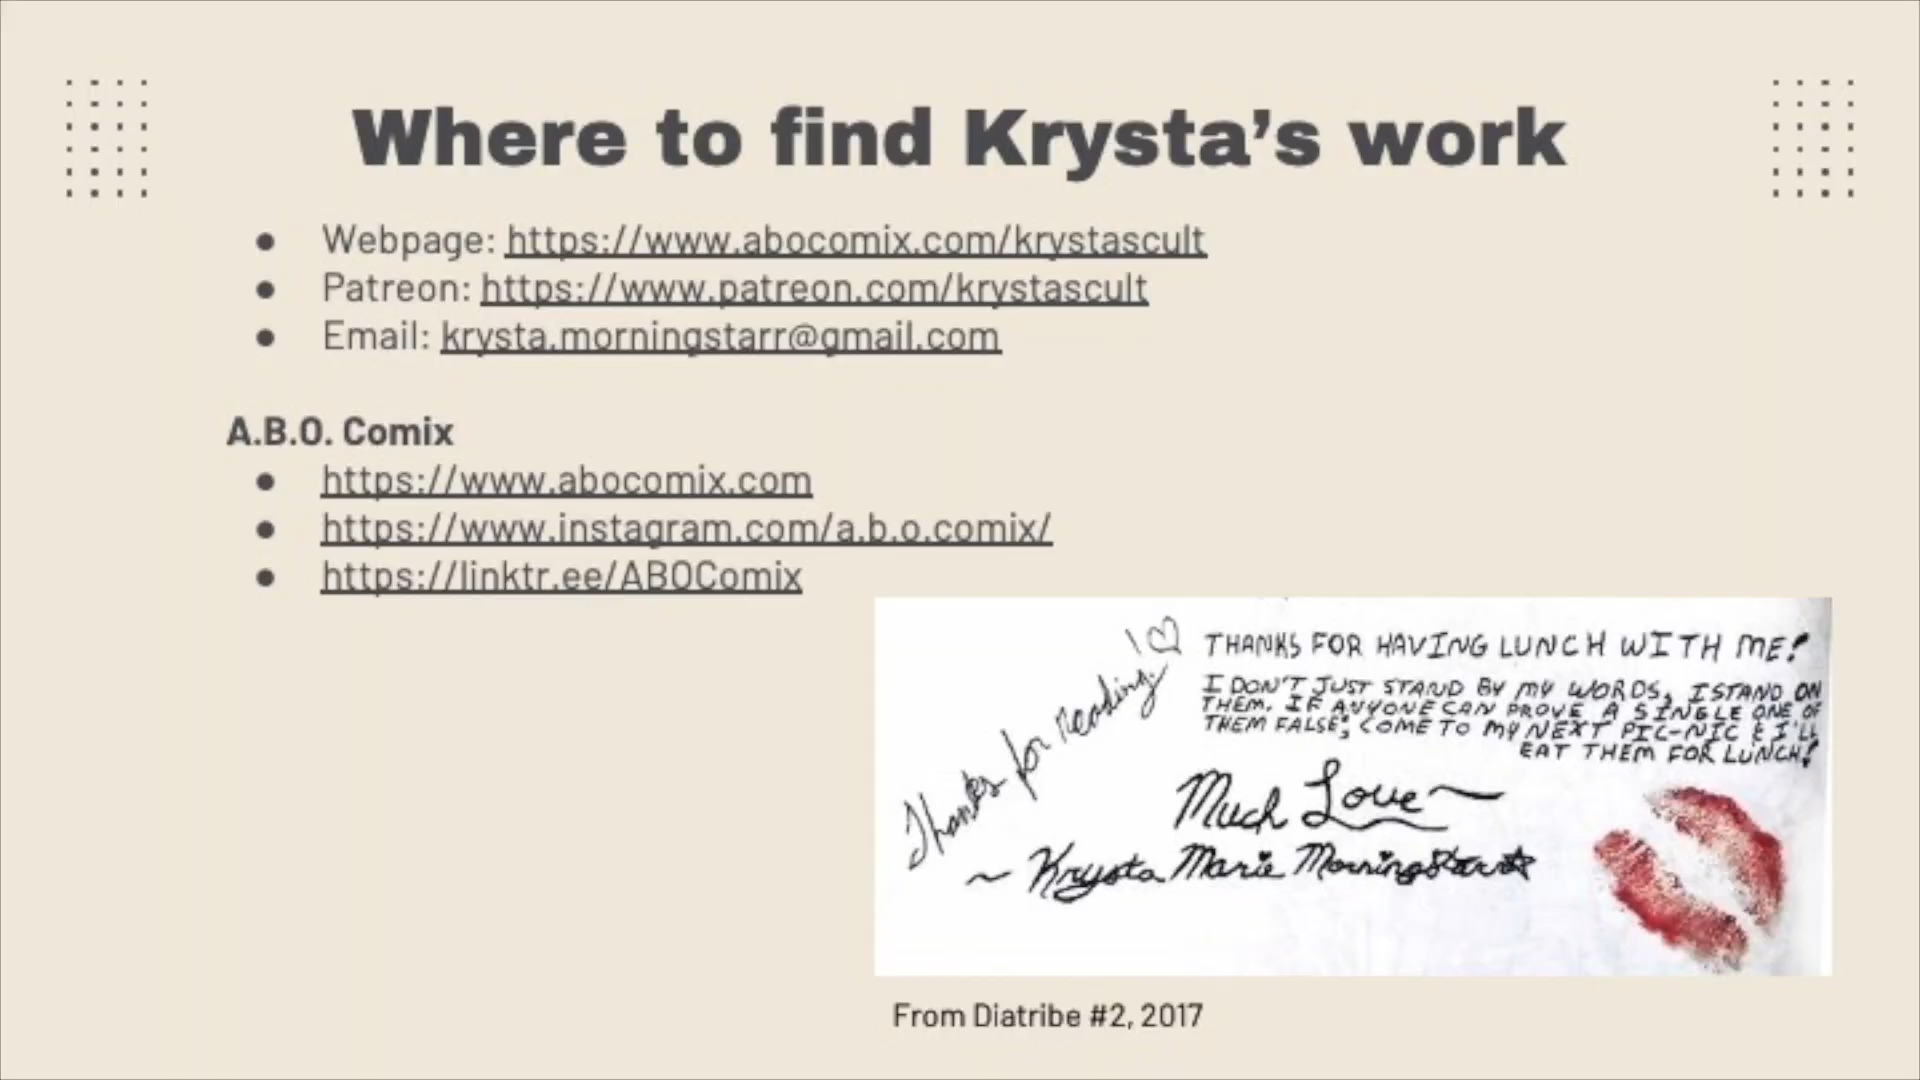 Where to find Krysta's work
● Webpage: https://www.abocomix.com/krystascult
● Patreon: https://www.patreon.com/krystascult
● Email: krysta.morningstarr@gmail.com
A.B.O. Comix
● https://www.abocomix.com
● https://www.instagram.com/a.b.o.comix/
● https://linktr.ee/ABOComix
Thanks for reading!♡
THANKS FOR HAVING LUNCH WITH ME!
I DON'T JUST STAND BY MY WORDS, I STAND ON
THEM. IF ANYONE CAN PROVE A SINGLE ONE OF
THEM FALSE, COME TO MY NEXT PIC-NIC & I'LL
EAT THEM FOR LUNCH!
Much Love~
~ Krysta Marie Morningstarr
From Diatribe #2, 2017